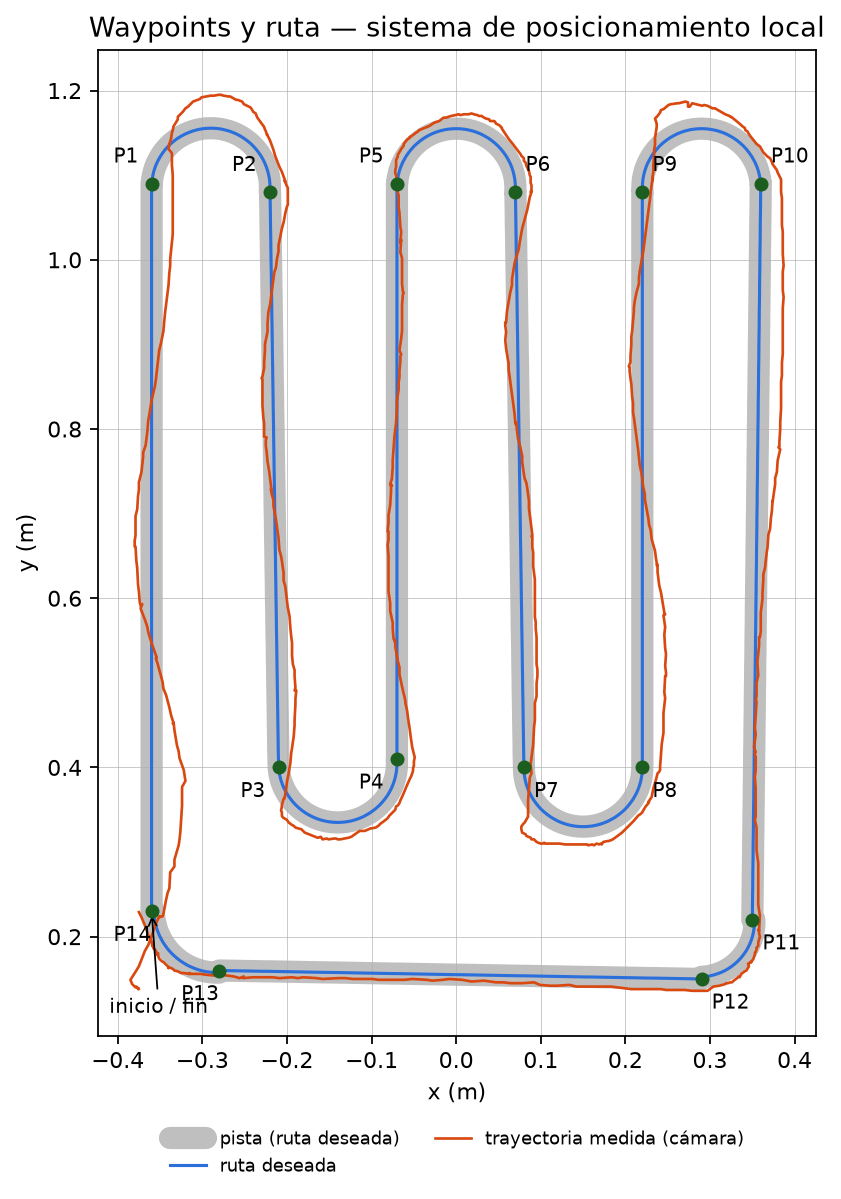 Waypoints y ruta — sistema de posicionamiento local
1.2
1.0
0.8
0.6
0.4
0.2
y (m)
P1
P2
P5
P6
P9
P10
P3
P4
P7
P8
P14
P11
P13
P12
inicio / fin
−0.4
−0.3
−0.2
−0.1
0.0
0.1
0.2
0.3
0.4
x (m)
pista (ruta deseada)
trayectoria medida (cámara)
ruta deseada